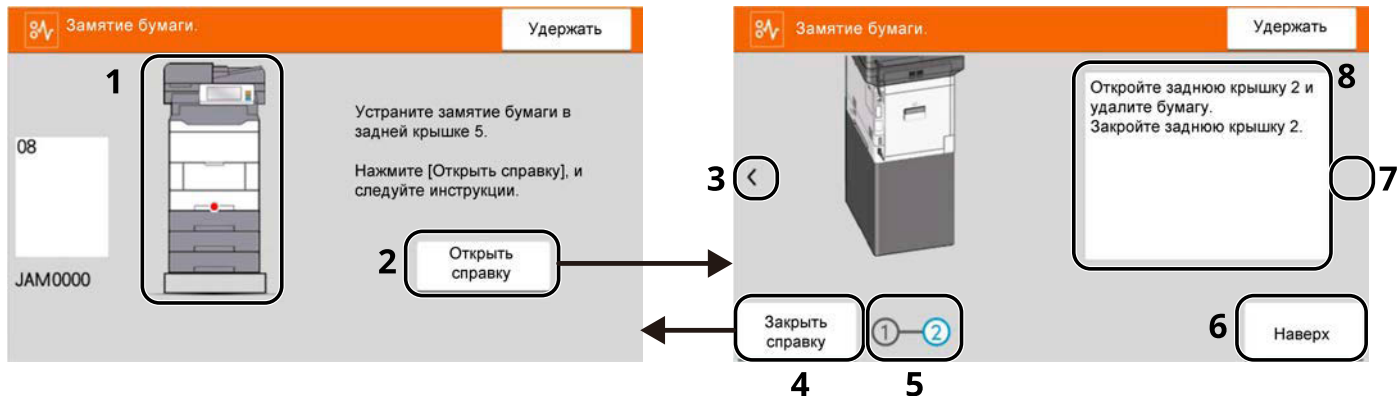 Замятие бумаги.
Удержать
1
08
JAM0000
Устраните замятие бумаги в
задней крышке 5.
Нажмите [Открыть справку], и
следуйте инструкции.
2
Открыть
справку
Замятие бумаги.
Удержать
8
Откройте заднюю крышку 2 и
удалите бумагу.
Закройте заднюю крышку 2.
3
7
Закрыть
справку
1
2
6
Наверх
4
5